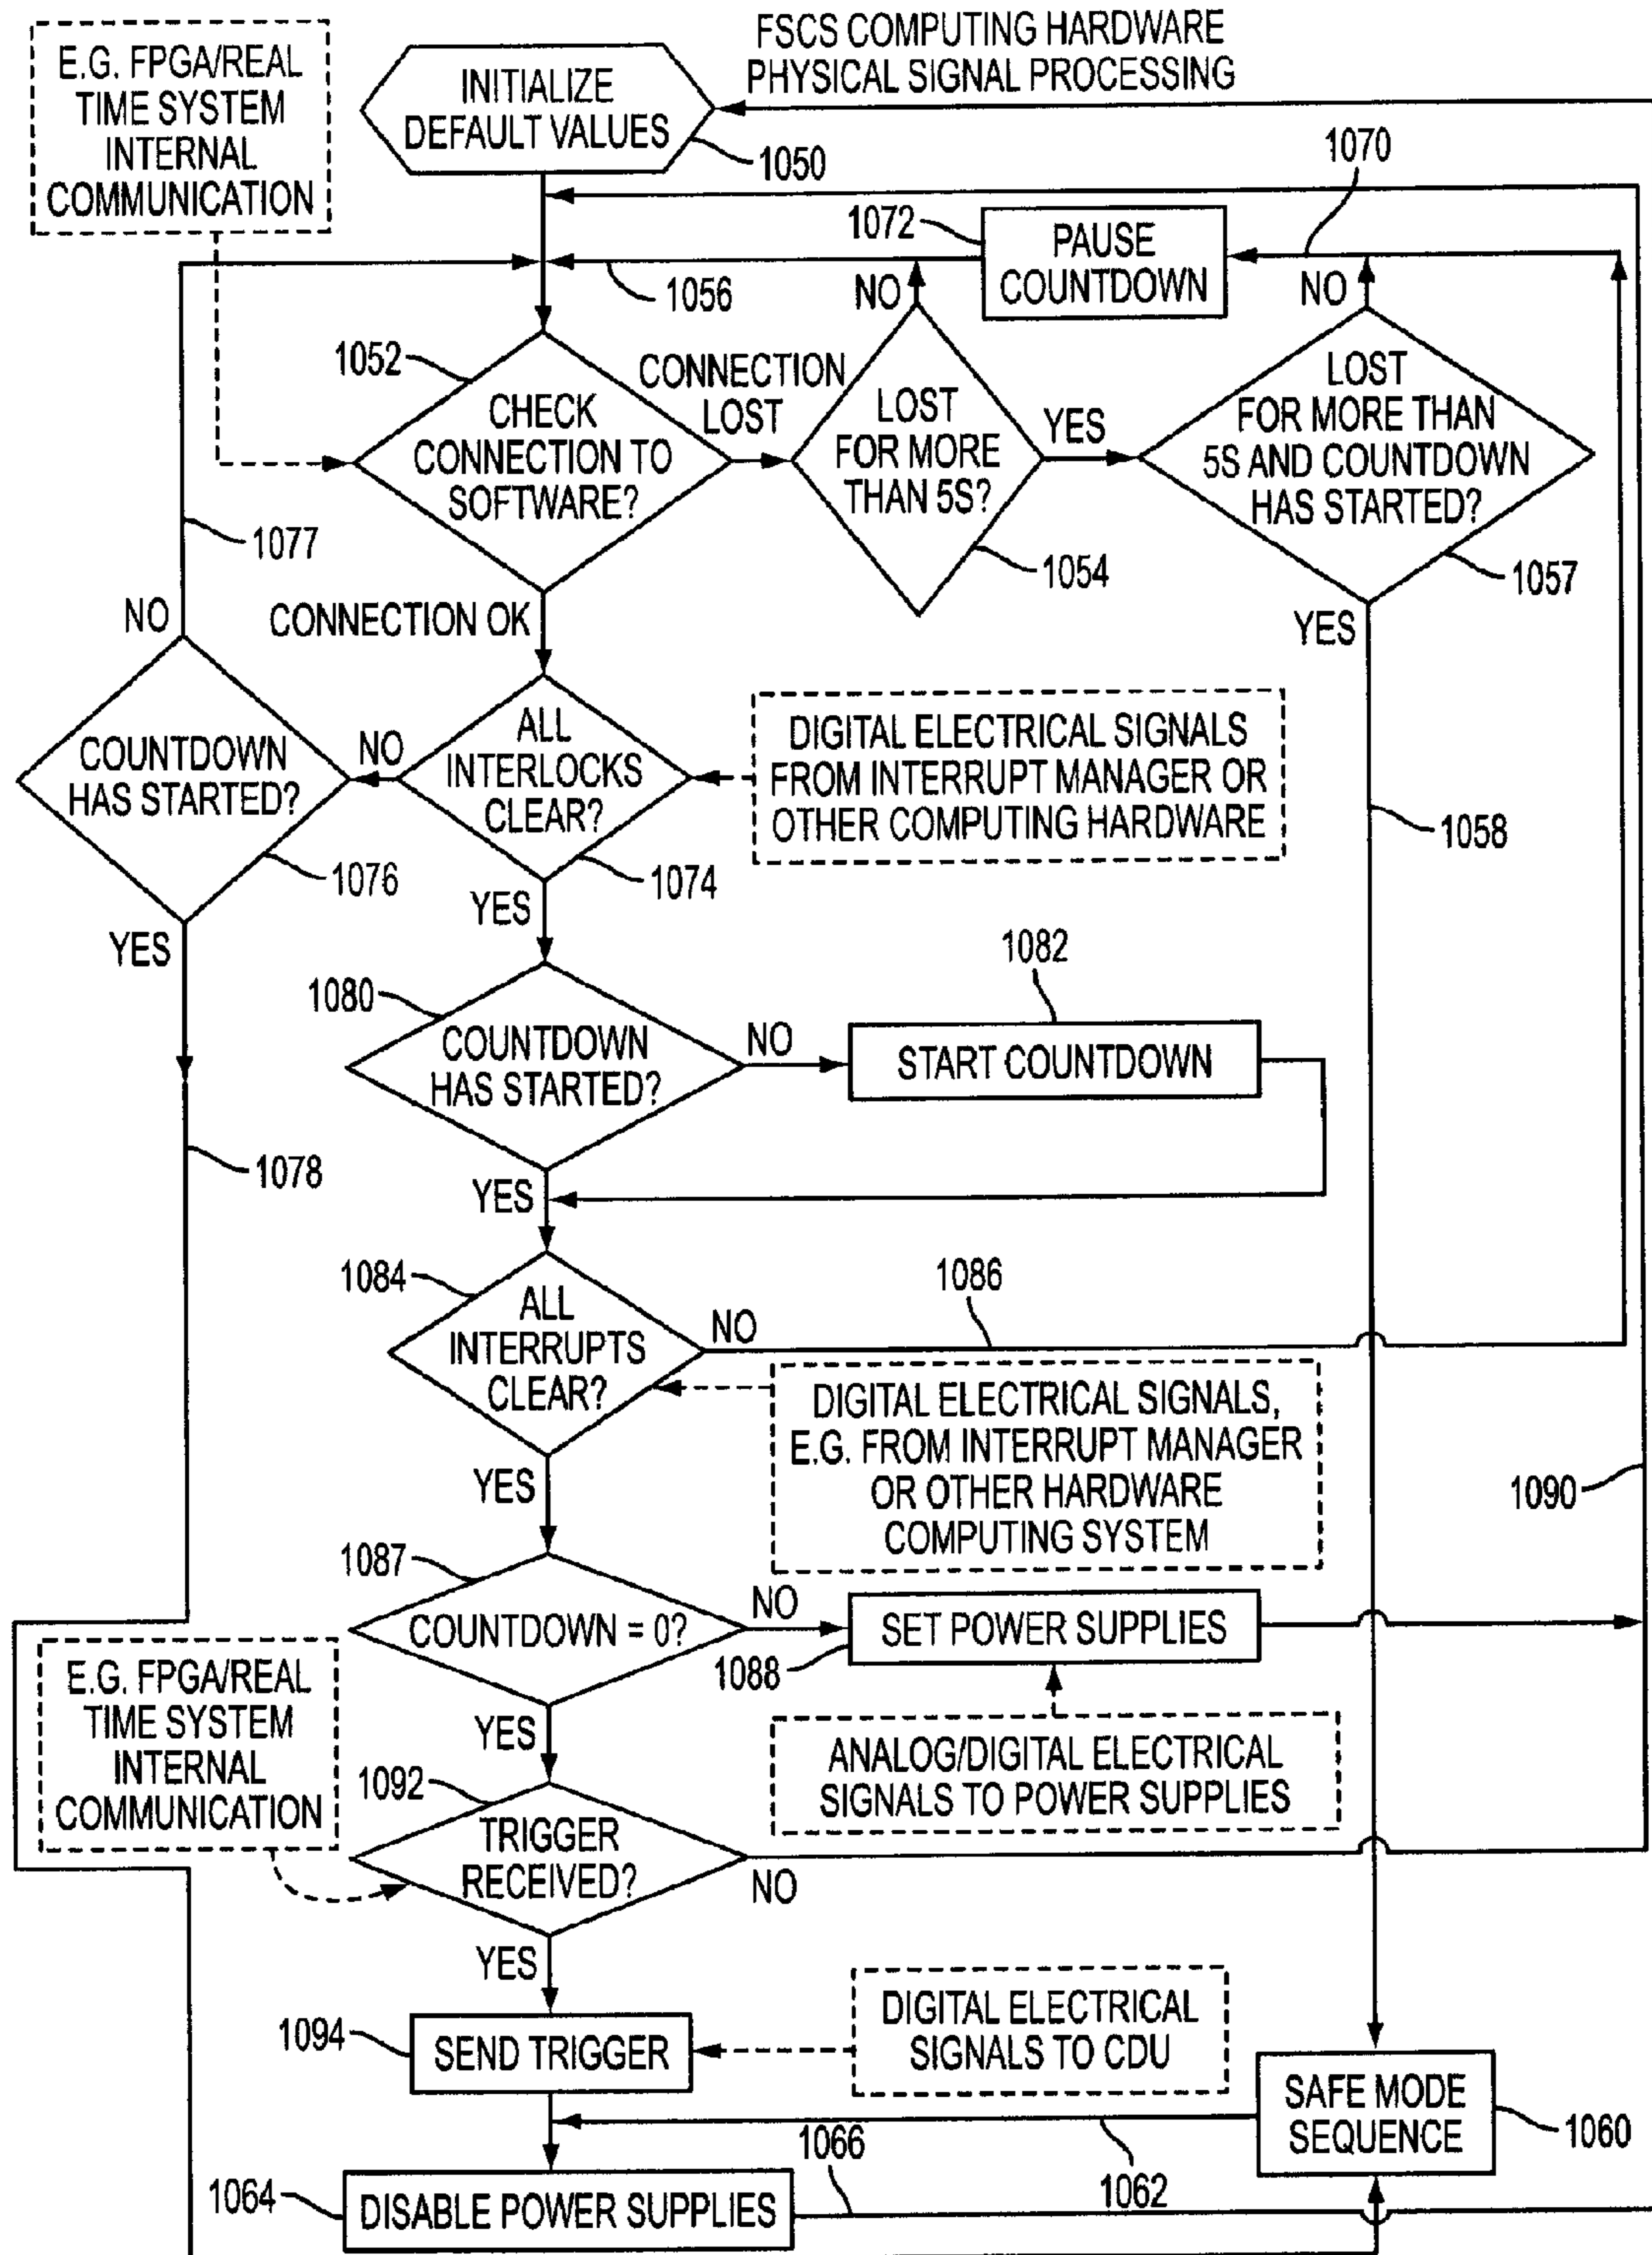 FSCS COMPUTING HARDWARE
PHYSICAL SIGNAL PROCESSING
E.G. FPGA/REAL
TIME SYSTEM
INTERNAL
COMMUNICATION
INITIALIZE
DEFAULT VALUES
1050
1070
1072
PAUSE
COUNTDOWN
1056
NO
NO
1052
CHECK
CONNECTION TO
SOFTWARE?
CONNECTION
LOST
LOST
FOR MORE
THAN 5S?
YES
1054
LOST
FOR MORE THAN
5S AND COUNTDOWN
HAS STARTED?
1057
YES
1077
NO
CONNECTION OK
COUNTDOWN
HAS STARTED?
1076
NO
ALL
INTERLOCKS
CLEAR?
1074
DIGITAL ELECTRICAL SIGNALS
FROM INTERRUPT MANAGER OR
OTHER COMPUTING HARDWARE
1058
YES
YES
1080
COUNTDOWN
HAS STARTED?
NO
1082
START COUNTDOWN
1078
YES
1084
ALL
INTERRUPTS
CLEAR?
NO
1086
DIGITAL ELECTRICAL SIGNALS,
E.G. FROM INTERRUPT MANAGER
OR OTHER HARDWARE
COMPUTING SYSTEM
1090
YES
1087
COUNTDOWN = 0?
NO
1088
SET POWER SUPPLIES
ANALOG/DIGITAL ELECTRICAL
SIGNALS TO POWER SUPPLIES
E.G. FPGA/REAL
TIME SYSTEM
INTERNAL
COMMUNICATION
YES
1092
TRIGGER
RECEIVED?
NO
YES
1094
SEND TRIGGER
DIGITAL ELECTRICAL
SIGNALS TO CDU
SAFE MODE
SEQUENCE
1060
1066
1062
1064
DISABLE POWER SUPPLIES